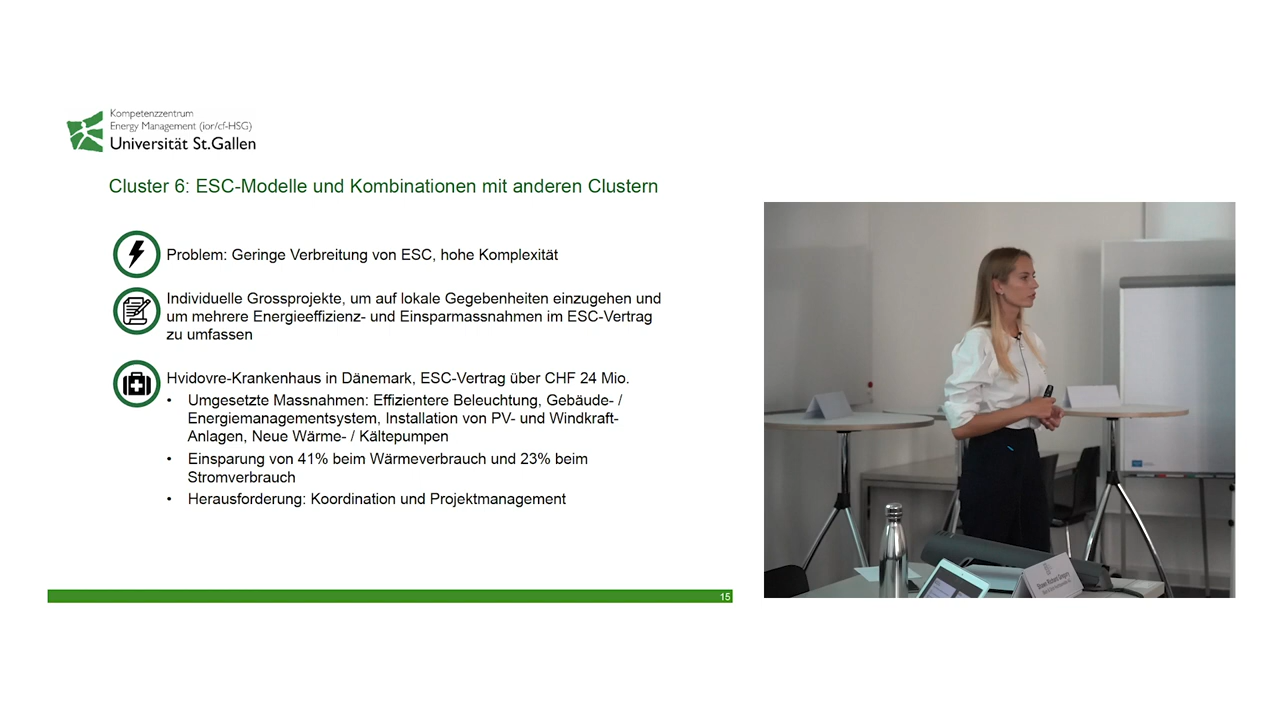 Kompetenzzentrum
Energy Management (ior/cf-HSG)
Universität St.Gallen
Cluster 6: ESC-Modelle und Kombinationen mit anderen Clustern
Problem: Geringe Verbreitung von ESC, hohe Komplexität
Individuelle Grossprojekte, um auf lokale Gegebenheiten einzugehen und
um mehrere Energieeffizienz- und Einsparmassnahmen im ESC-Vertrag
zu umfassen
Hvidovre-Krankenhaus in Dänemark, ESC-Vertrag über CHF 24 Mio.
• Umgesetzte Massnahmen: Effizientere Beleuchtung, Gebäude- /
Energiemanagementsystem, Installation von PV- und Windkraft-
Anlagen, Neue Wärme- / Kältepumpen
• Einsparung von 41% beim Wärmeverbrauch und 23% beim
Stromverbrauch
• Herausforderung: Koordination und Projektmanagement
15